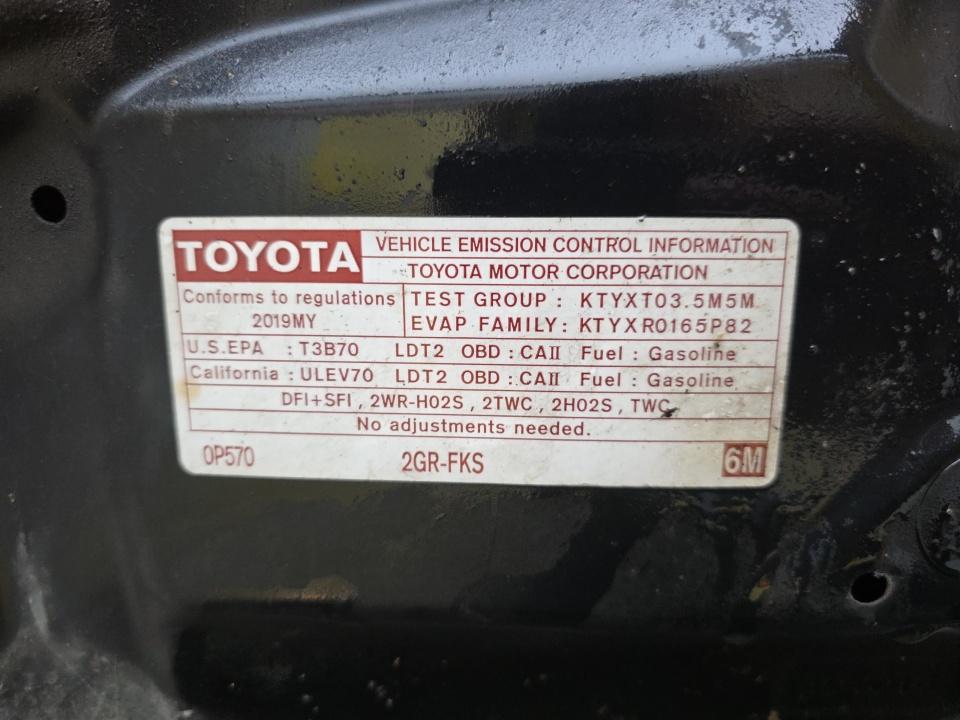 TOYOTA VEHICLE EMISSION CONTROL INFORMATION
TOYOTA MOTOR CORPORATION
Conforms to regulations
2019MY
TEST GROUP : KTYXT03.5M5M
EVAP FAMILY: KTYXR0165P82
U.S.EPA : T3B70 LDT2 OBD : CAII Fuel : Gasoline
California : ULEV70 LDT2 OBD : CAII Fuel : Gasoline
DFI+SFI , 2WR-HO2S , 2TWC , 2HO2S , TWC
No adjustments needed.
0P570 2GR-FKS 6M